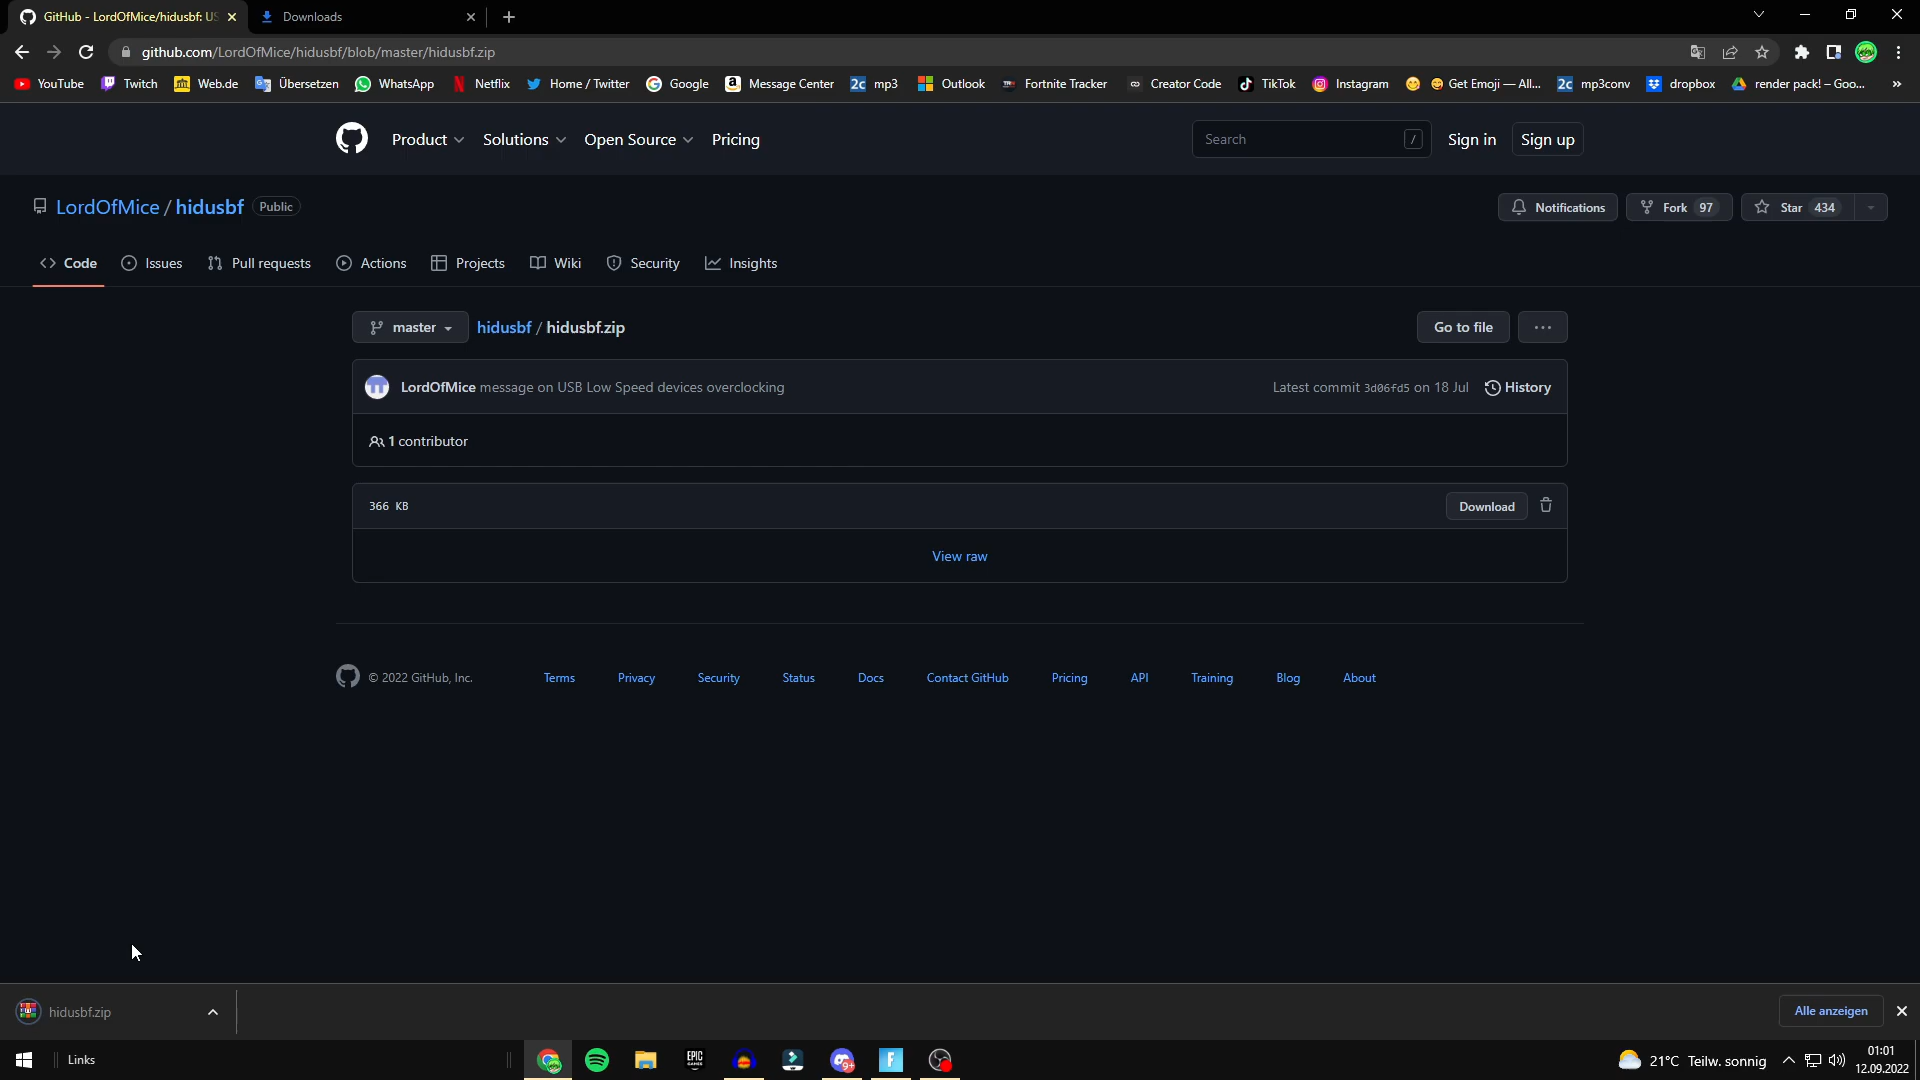 GitHub - LordOfMice/hidusbf: US
Downloads
github.com/LordOfMice/hidusbf/blob/master/hidusbf.zip
YouTube Twitch Web.de Übersetzen WhatsApp Netflix Home / Twitter Google Message Center 2c mp3 Outlook Fortnite Tracker Creator Code TikTok Instagram Get Emoji — All... 2c mp3conv dropbox render pack! – Goo... »
Product Solutions Open Source Pricing
Search /
Sign in
Sign up
LordOfMice / hidusbf Public
Notifications
Fork 97
Star 434
Code Issues Pull requests Actions Projects Wiki Security Insights
master
hidusbf / hidusbf.zip
Go to file
...
LordOfMice message on USB Low Speed devices overclocking
Latest commit 3d06fd5 on 18 Jul
History
1 contributor
366 KB
Download
View raw
© 2022 GitHub, Inc.
Terms Privacy Security Status Docs Contact GitHub Pricing API Training Blog About
hidusbf.zip
Alle anzeigen
Links
EPIC GAMES
9+
F
21°C Teilw. sonnig
01:01
12.09.2022